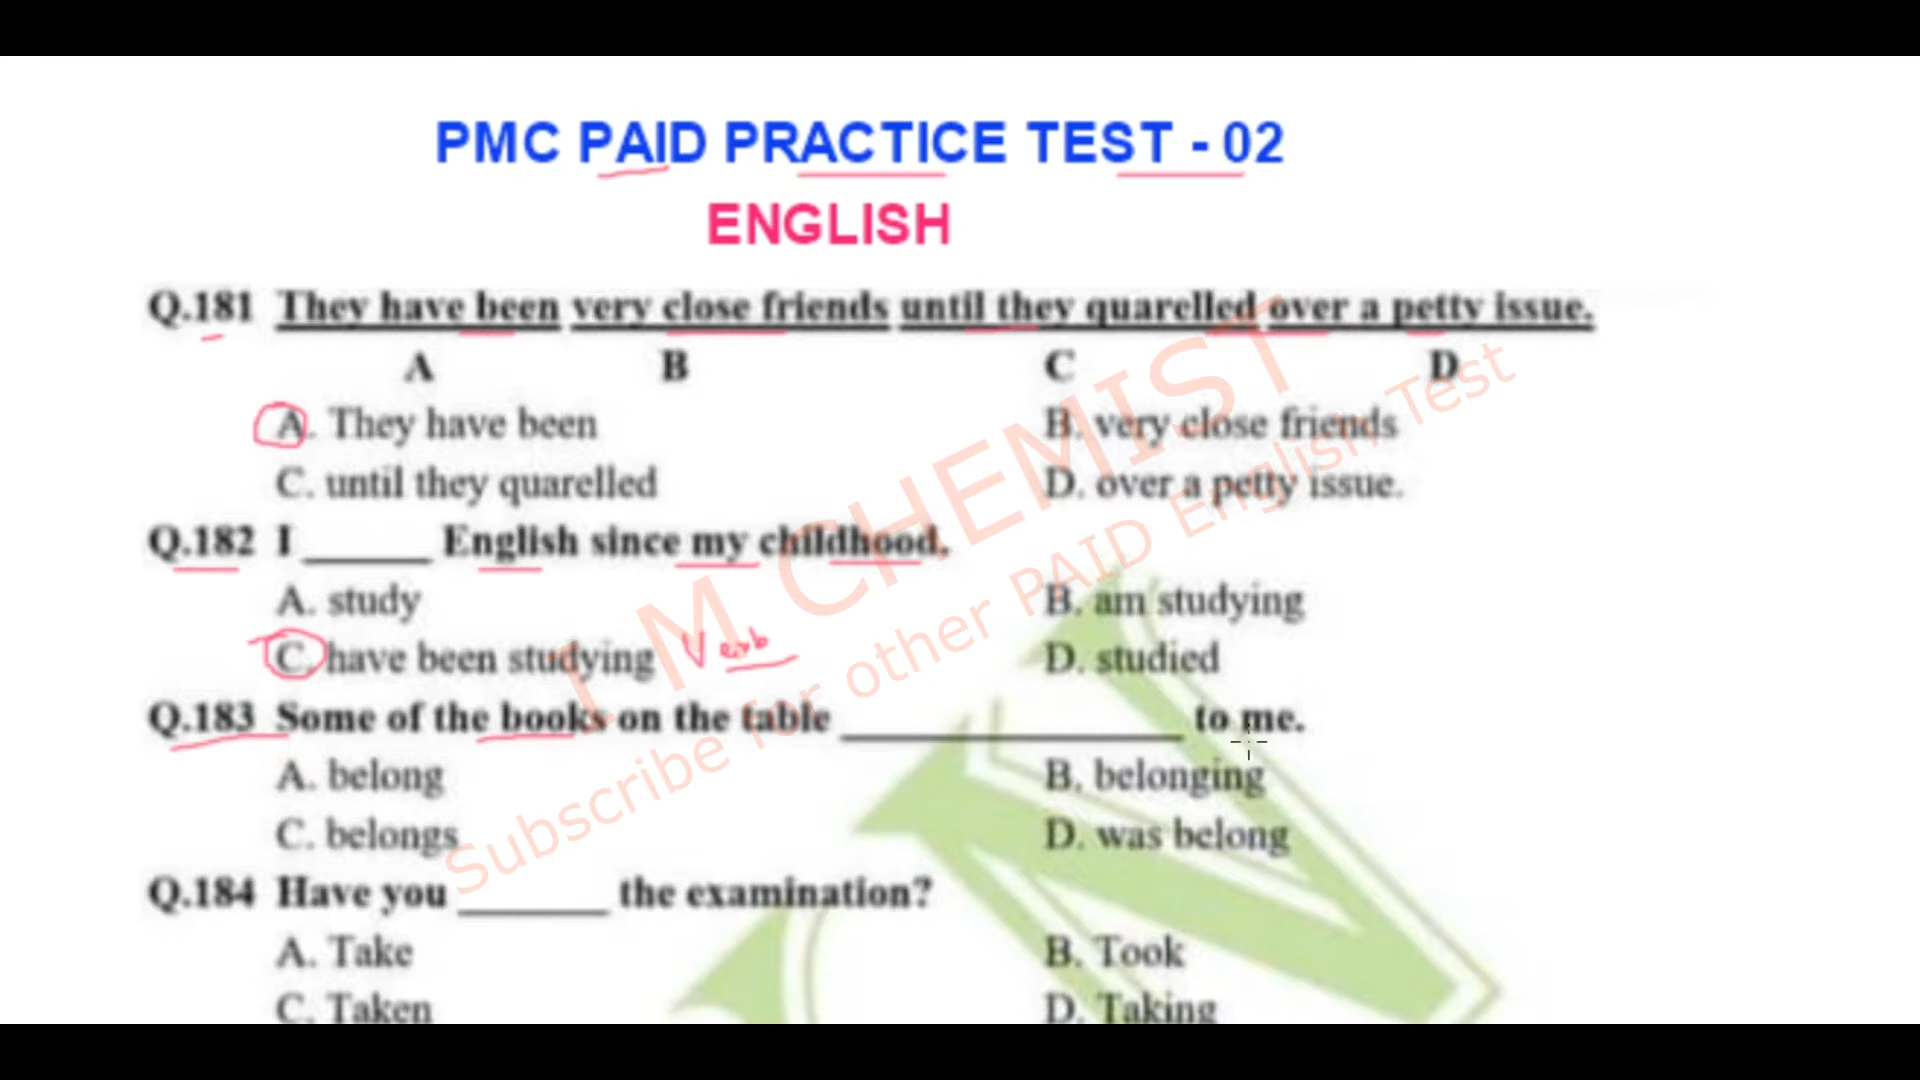 PMC PAID PRACTICE TEST - 02
ENGLISH
Q.181 They have been very close friends until they quarelled over a petty issue.
A B C D
A. They have been B. very close friends
C. until they quarelled D. over a petty issue.
Q.182 I ______ English since my childhood.
A. study B. am studying
C. have been studying Verb D. studied
Q.183 Some of the books on the table ________________ to me.
A. belong B. belonging
C. belongs D. was belong
Q.184 Have you _______ the examination?
A. Take B. Took
C. Taken D. Taking
I M CHEMIST
Subscribe for other PAID English Test